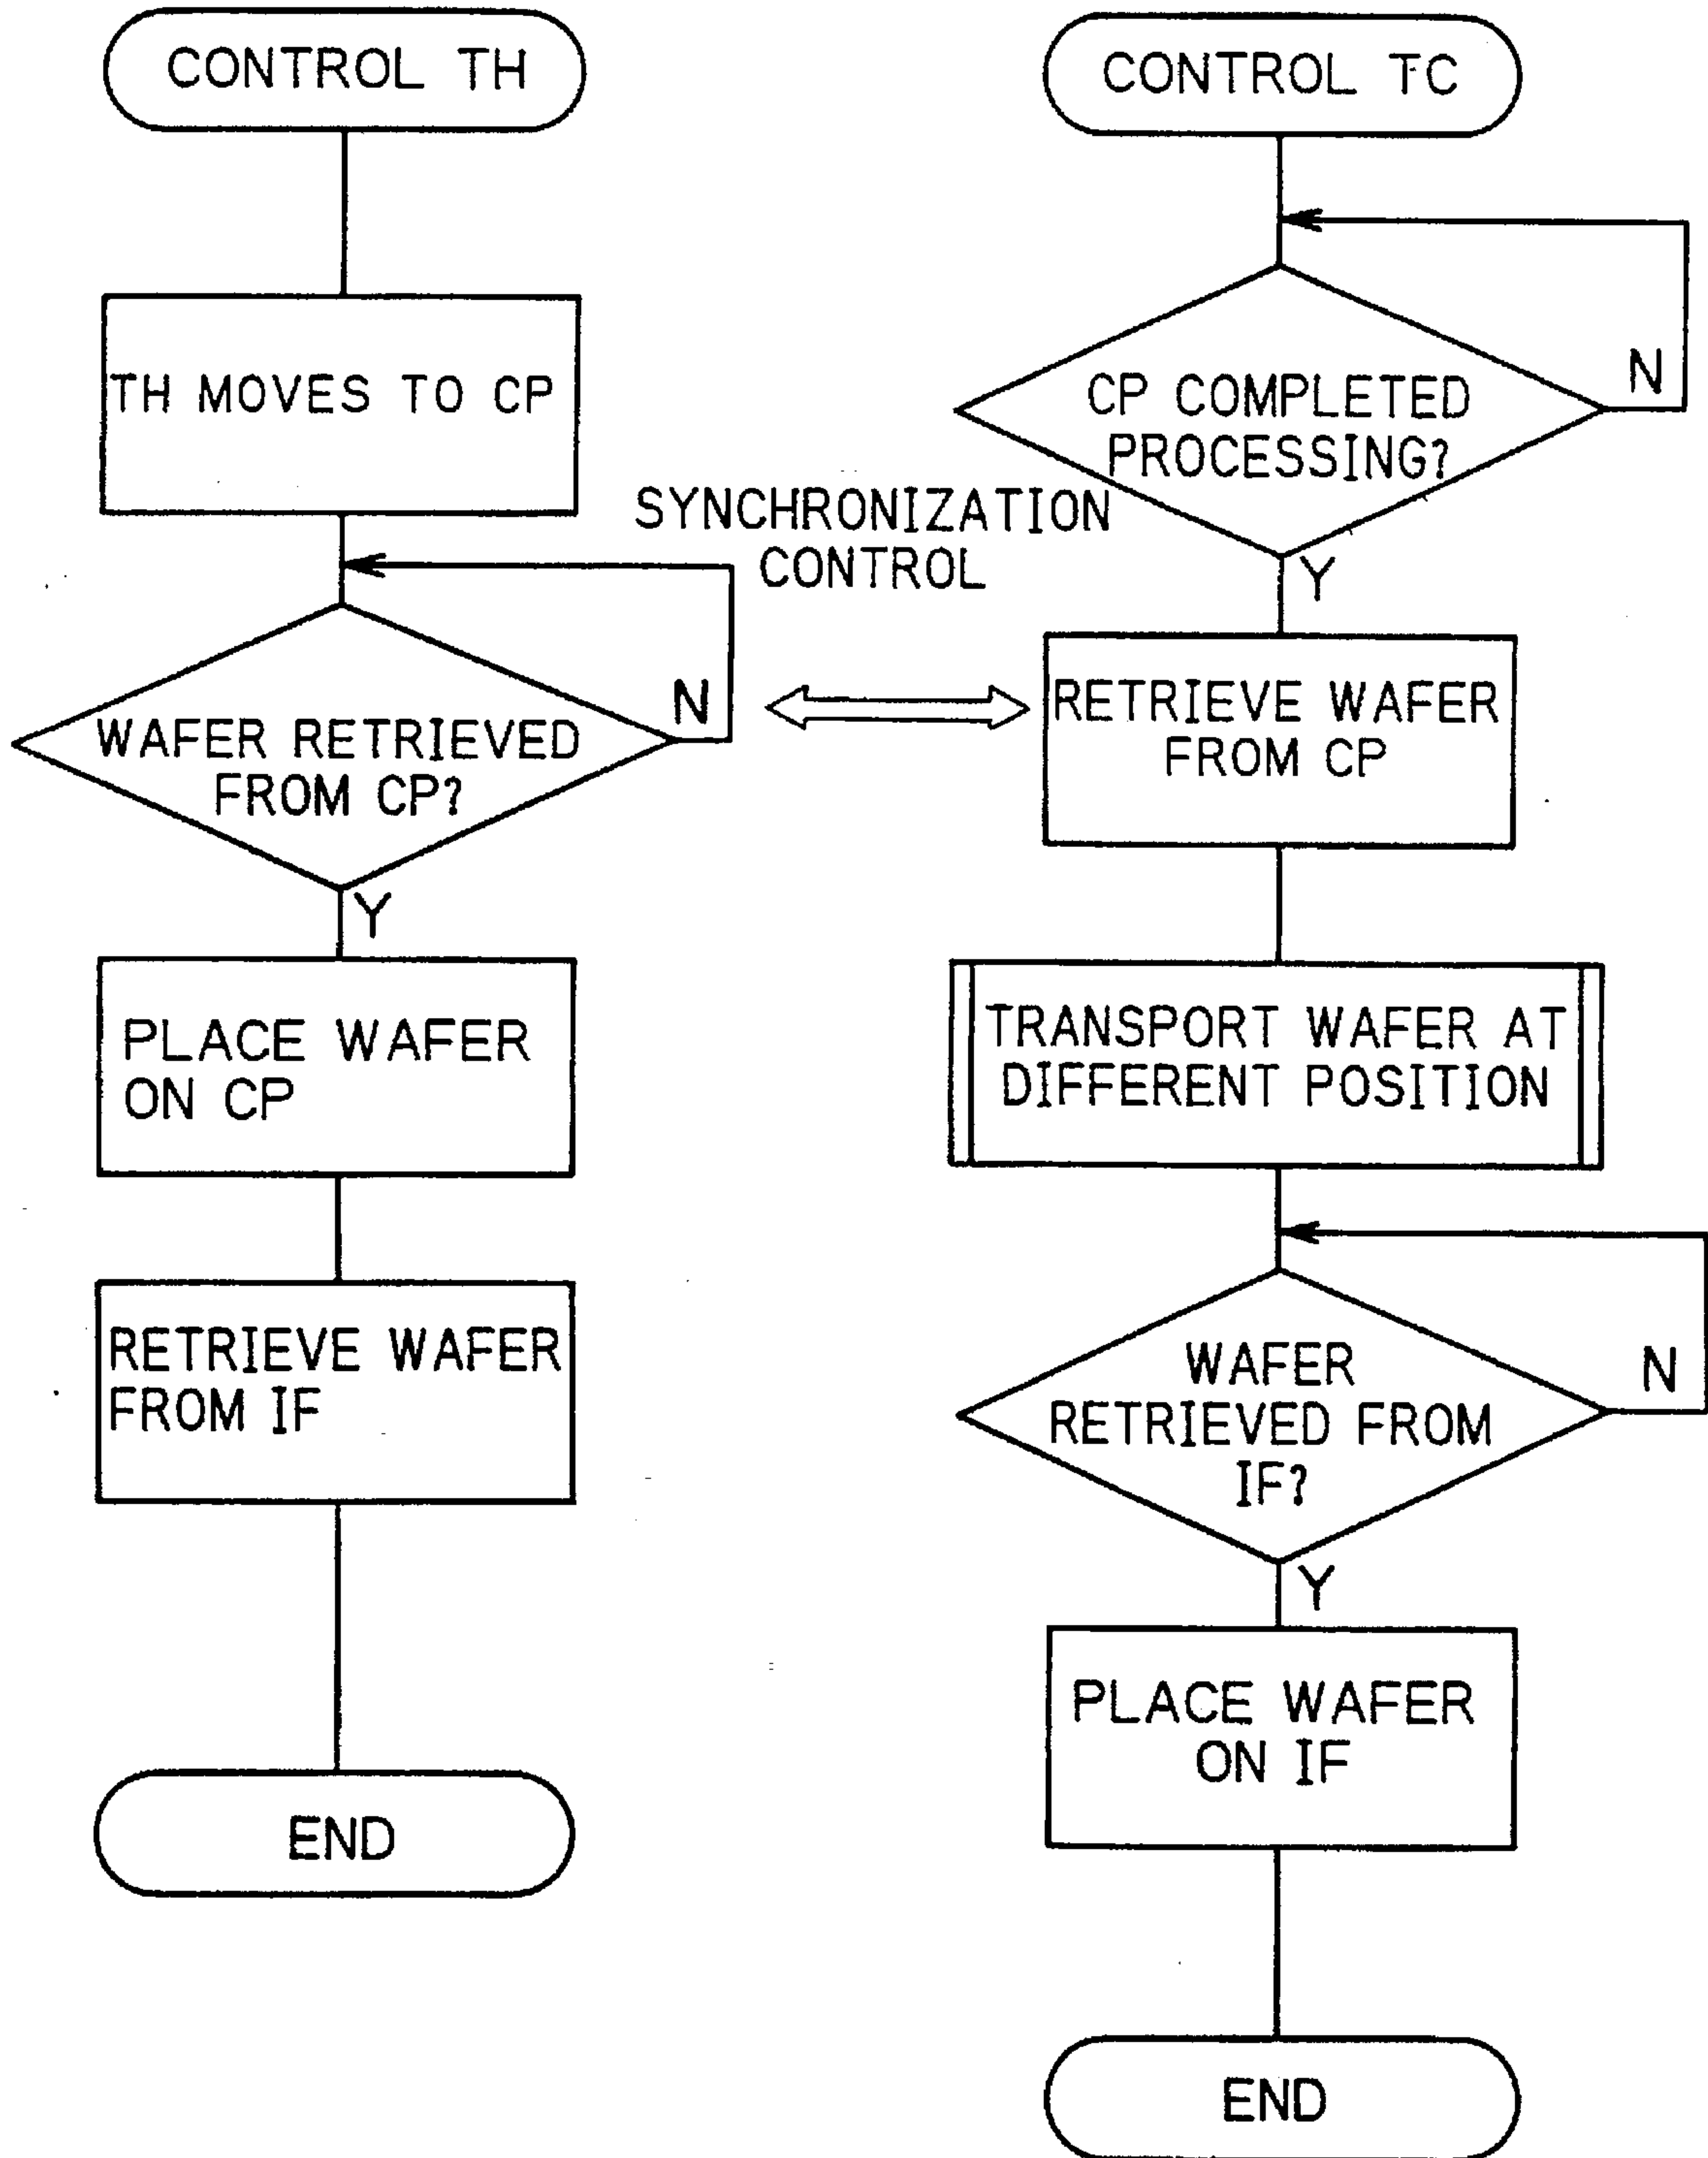 CONTROL TH
TH MOVES TO CP
WAFER RETRIEVED
FROM CP?
N
Y
PLACE WAFER
ON CP
RETRIEVE WAFER
FROM IF
END
SYNCHRONIZATION
CONTROL
CONTROL TC
CP COMPLETED
PROCESSING?
N
Y
RETRIEVE WAFER
FROM CP
TRANSPORT WAFER AT
DIFFERENT POSITION
WAFER
RETRIEVED FROM
IF?
N
Y
PLACE WAFER
ON IF
END